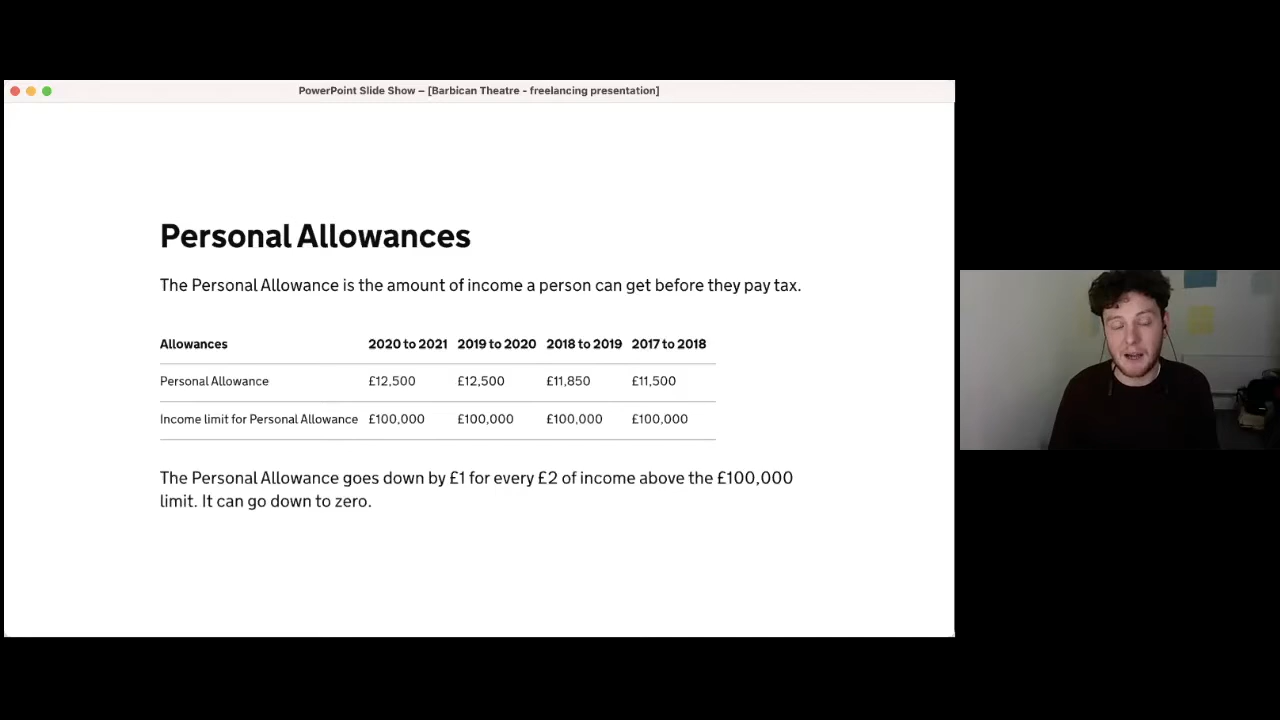 PowerPoint Slide Show – [Barbican Theatre - freelancing presentation]
Personal Allowances
The Personal Allowance is the amount of income a person can get before they pay tax.
Allowances 2020 to 2021 2019 to 2020 2018 to 2019 2017 to 2018
Personal Allowance £12,500 £12,500 £11,850 £11,500
Income limit for Personal Allowance £100,000 £100,000 £100,000 £100,000
The Personal Allowance goes down by £1 for every £2 of income above the £100,000
limit. It can go down to zero.